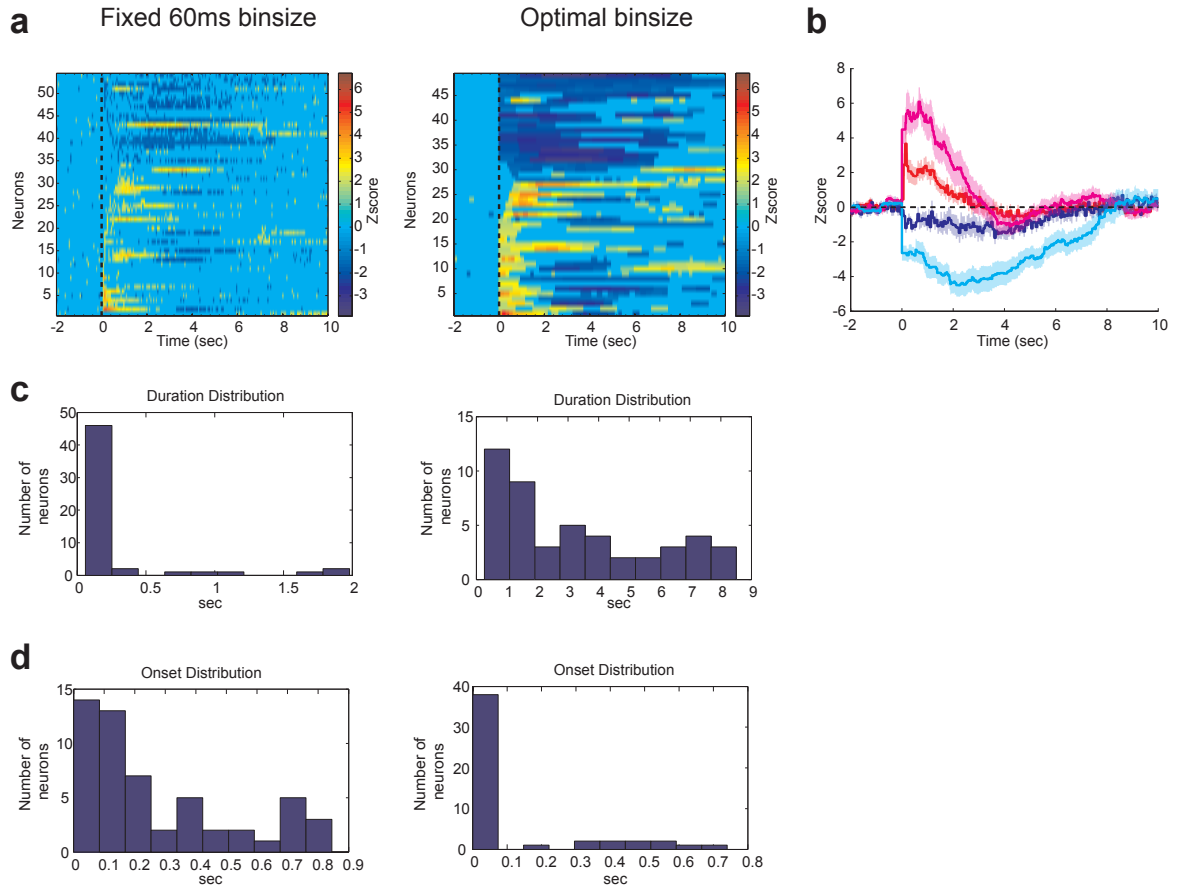 a
Fixed 60ms binsize
Optimal binsize
b
Neurons
50
45
40
35
30
25
20
15
10
5
-2 0 2 4 6 8 10
Time (sec)
6
5
4
3
2
1
0
-1
-2
-3
Zscore
Neurons
45
40
35
30
25
20
15
10
5
-2 0 2 4 6 8 10
Time (sec)
6
5
4
3
2
1
0
-1
-2
-3
Zscore
Zscore
8
6
4
2
0
-2
-4
-6
-2 0 2 4 6 8 10
Time (sec)
c
Duration Distribution
Number of
neurons
50
40
30
20
10
0
0 0.5 1 1.5 2
sec
Duration Distribution
Number of
neurons
15
10
5
0
0 1 2 3 4 5 6 7 8 9
sec
d
Onset Distribution
Number of
neurons
15
10
5
0
0 0.1 0.2 0.3 0.4 0.5 0.6 0.7 0.8 0.9
sec
Onset Distribution
Number of
neurons
40
30
20
10
0
0 0.1 0.2 0.3 0.4 0.5 0.6 0.7 0.8
sec